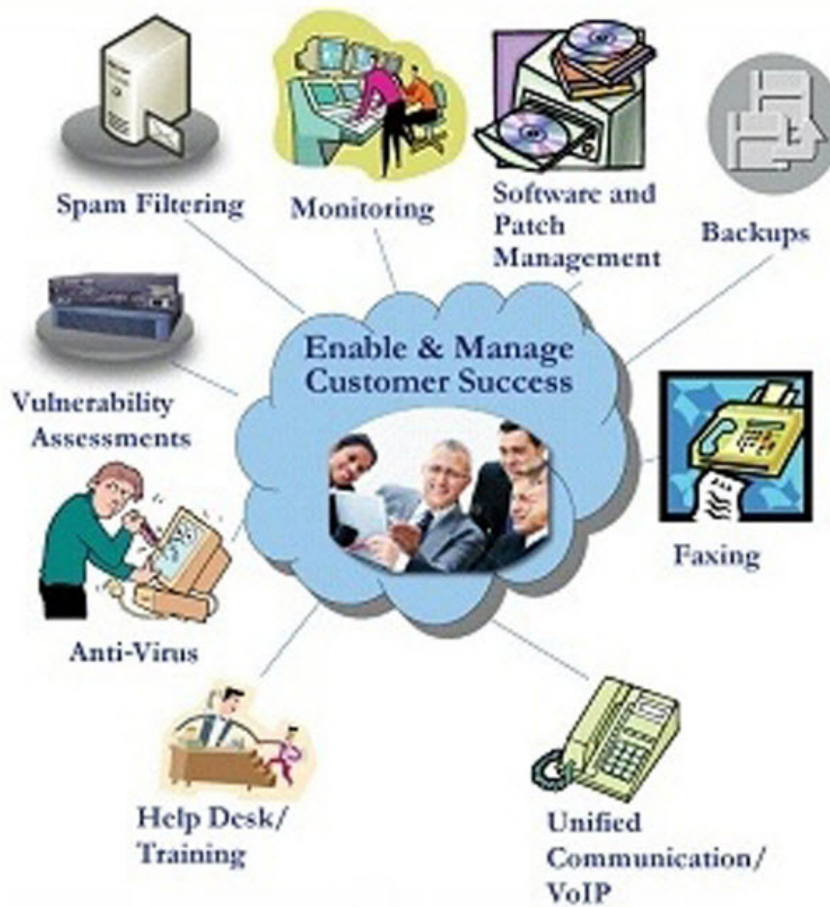 Spam Filtering
Monitoring
Software and
Patch
Management
Backups
Enable & Manage
Customer Success
Vulnerability
Assessments
Faxing
Anti-Virus
Help Desk/
Training
Unified
Communication/
VoIP